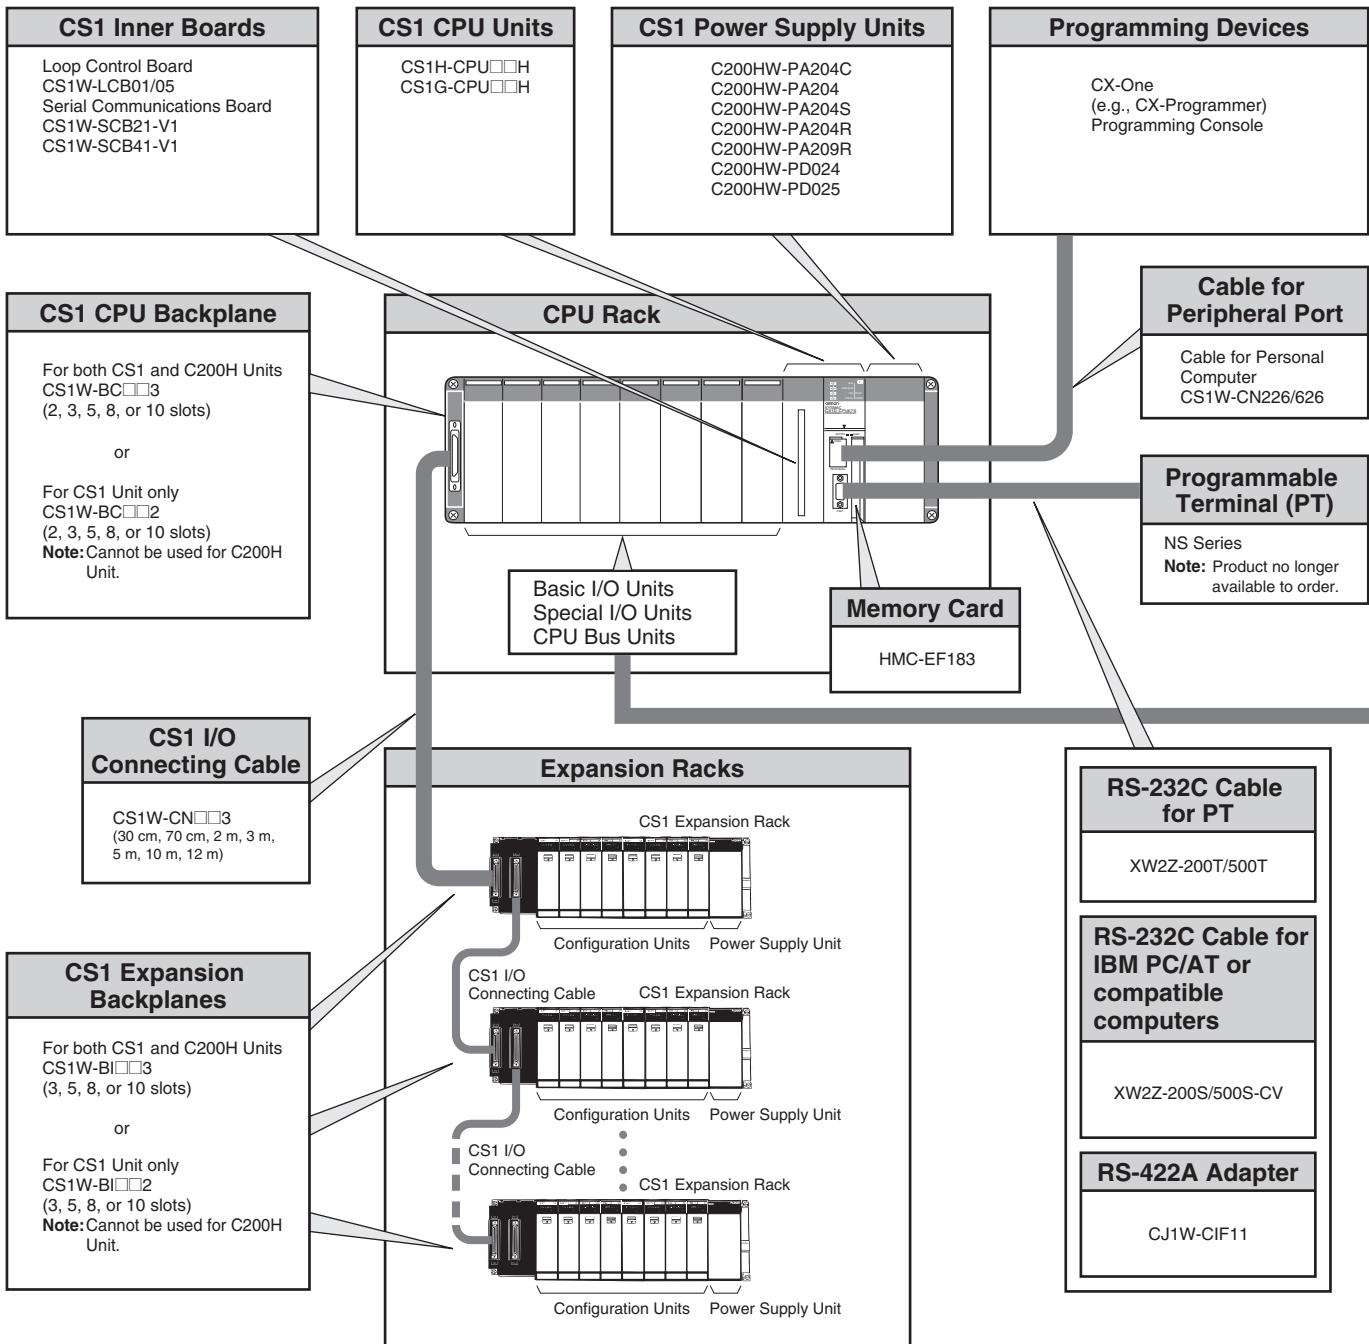 CS1 Inner Boards
Loop Control Board
CS1W-LCB01/05
Serial Communications Board
CS1W-SCB21-V1
CS1W-SCB41-V1
CS1 CPU Units
CS1H-CPU□□H
CS1G-CPU□□H
CS1 Power Supply Units
C200HW-PA204C
C200HW-PA204
C200HW-PA204S
C200HW-PA204R
C200HW-PA209R
C200HW-PD024
C200HW-PD025
Programming Devices
CX-One
(e.g., CX-Programmer)
Programming Console
CS1 CPU Backplane
For both CS1 and C200H Units
CS1W-BC□□3
(2, 3, 5, 8, or 10 slots)
or
For CS1 Unit only
CS1W-BC□□2
(2, 3, 5, 8, or 10 slots)
Note: Cannot be used for C200H
Unit.
CPU Rack
Basic I/O Units
Special I/O Units
CPU Bus Units
Memory Card
HMC-EF183
Cable for
Peripheral Port
Cable for Personal
Computer
CS1W-CN226/626
Programmable
Terminal (PT)
NS Series
Note: Product no longer
available to order.
CS1 I/O
Connecting Cable
CS1W-CN□□3
(30 cm, 70 cm, 2 m, 3 m,
5 m, 10 m, 12 m)
Expansion Racks
CS1 Expansion Rack
Configuration Units Power Supply Unit
CS1 I/O
Connecting Cable
CS1 Expansion Rack
Configuration Units Power Supply Unit
CS1 I/O
Connecting Cable
CS1 Expansion Rack
Configuration Units Power Supply Unit
CS1 Expansion
Backplanes
For both CS1 and C200H Units
CS1W-BI□□3
(3, 5, 8, or 10 slots)
or
For CS1 Unit only
CS1W-BI□□2
(3, 5, 8, or 10 slots)
Note: Cannot be used for C200H
Unit.
RS-232C Cable
for PT
XW2Z-200T/500T
RS-232C Cable for
IBM PC/AT or
compatible
computers
XW2Z-200S/500S-CV
RS-422A Adapter
CJ1W-CIF11